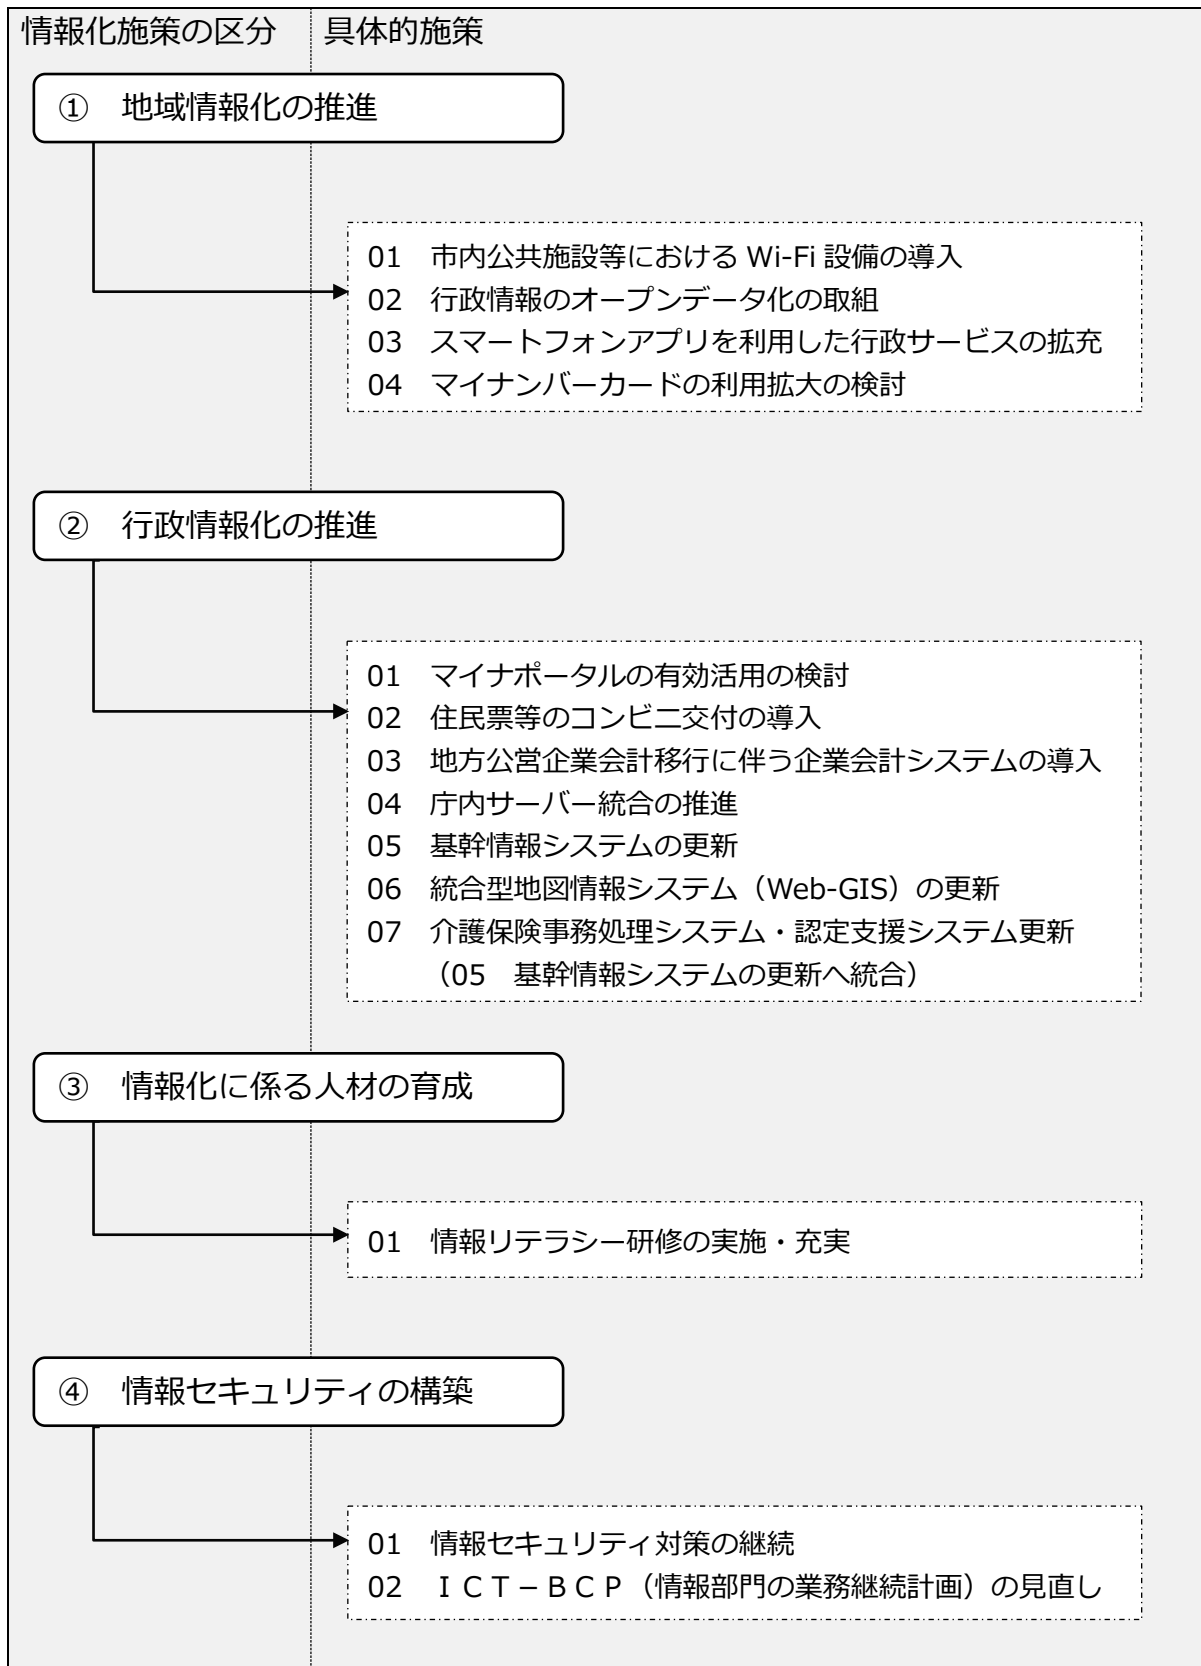 情報化施策の区分 具体的施策
① 地域情報化の推進
01 市内公共施設等における Wi-Fi 設備の導入
02 行政情報のオープンデータ化の取組
03 スマートフォンアプリを利用した行政サービスの拡充
04 マイナンバーカードの利用拡大の検討
② 行政情報化の推進
01 マイナポータルの有効活用の検討
02 住民票等のコンビニ交付の導入
03 地方公営企業会計移行に伴う企業会計システムの導入
04 庁内サーバー統合の推進
05 基幹情報システムの更新
06 統合型地図情報システム（Web-GIS）の更新
07 介護保険事務処理システム・認定支援システム更新
（05 基幹情報システムの更新へ統合）
③ 情報化に係る人材の育成
01 情報リテラシー研修の実施・充実
④ 情報セキュリティの構築
01 情報セキュリティ対策の継続
02 ＩＣＴ－ＢＣＰ（情報部門の業務継続計画）の見直し